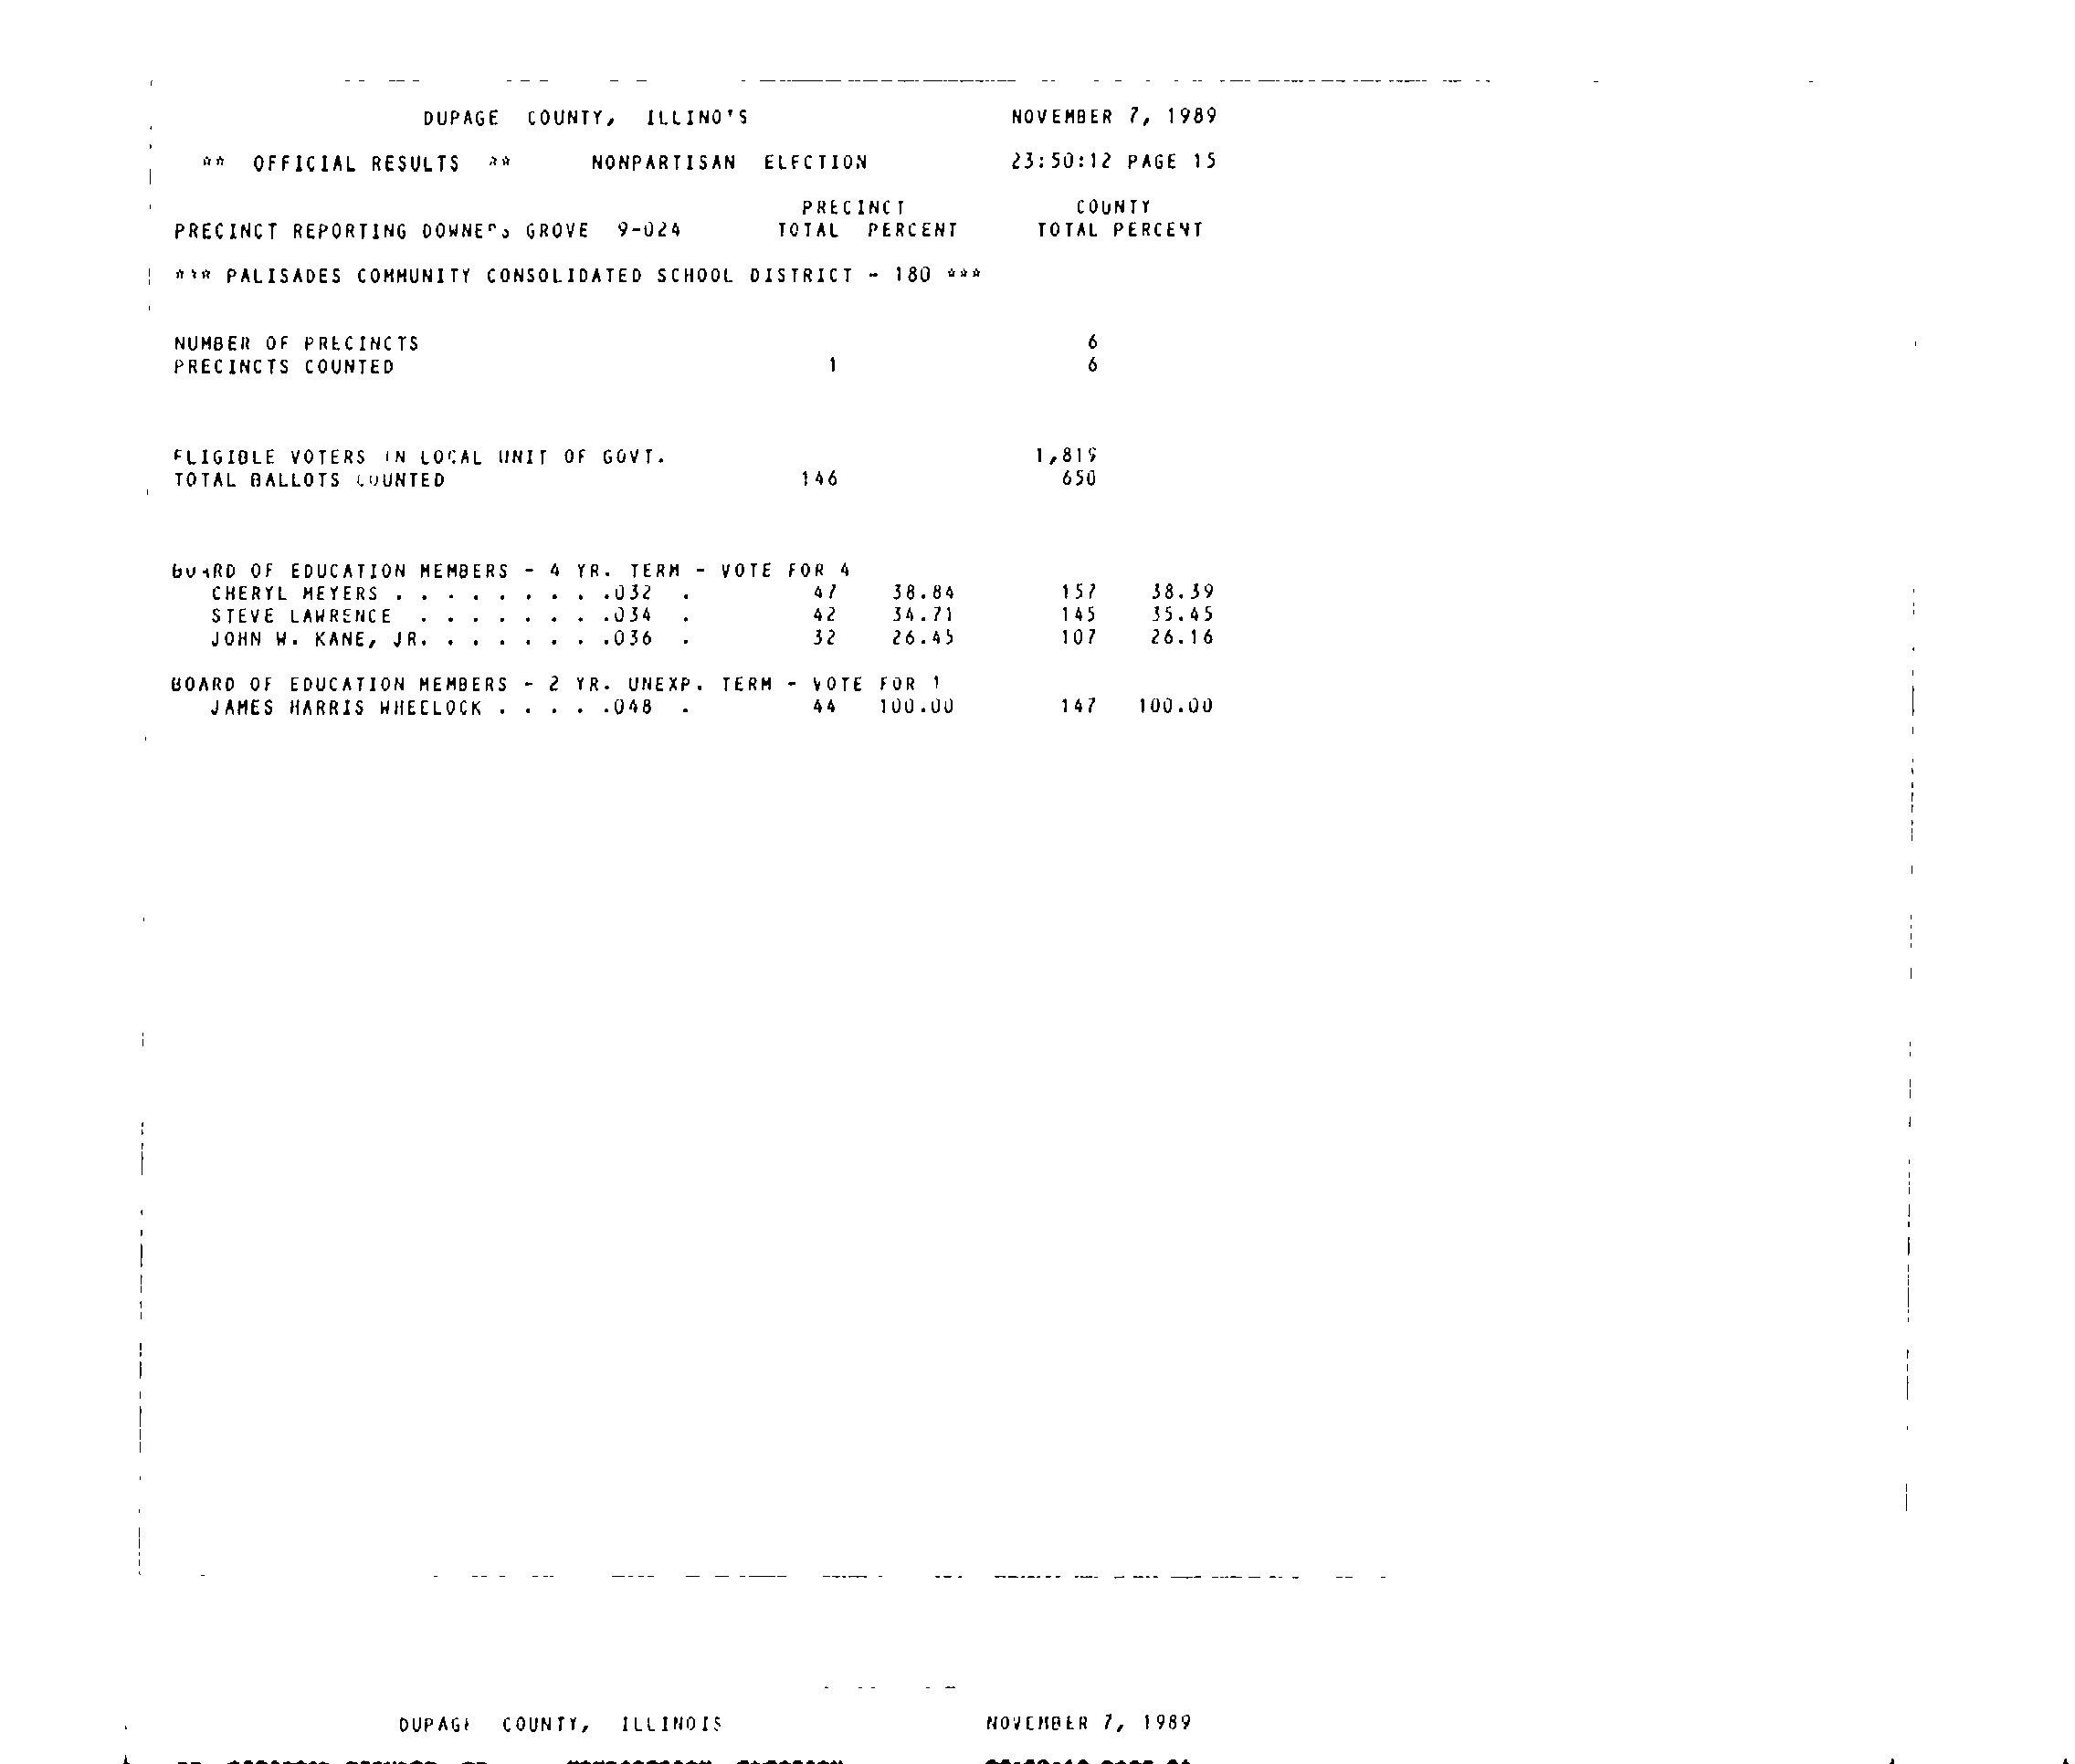 DUPAGE COUNTY, ILLINO'S NOVEMBER 7, 1989
** OFFICIAL RESULTS ** NONPARTISAN ELECTION 23:50:12 PAGE 15
PRECINCT COUNTY
PRECINCT REPORTING DOWNERS GROVE 9-024 TOTAL PERCENT TOTAL PERCENT
*** PALISADES COMMUNITY CONSOLIDATED SCHOOL DISTRICT - 180 ***
NUMBER OF PRECINCTS 6
PRECINCTS COUNTED 1 6
ELIGIBLE VOTERS IN LOCAL UNIT OF GOVT. 1,819
TOTAL BALLOTS COUNTED 146 650
BOARD OF EDUCATION MEMBERS - 4 YR. TERM - VOTE FOR 4
CHERYL MEYERS . . . . . . . . .032 . 47 38.84 157 38.39
STEVE LAWRENCE . . . . . . . .034 . 42 34.71 145 35.45
JOHN W. KANE, JR. . . . . . . .036 . 32 26.45 107 26.16
BOARD OF EDUCATION MEMBERS - 2 YR. UNEXP. TERM - VOTE FOR 1
JAMES HARRIS WHEELOCK . . . . .048 . 44 100.00 147 100.00
DUPAGE COUNTY, ILLINOIS NOVEMBER 7, 1989